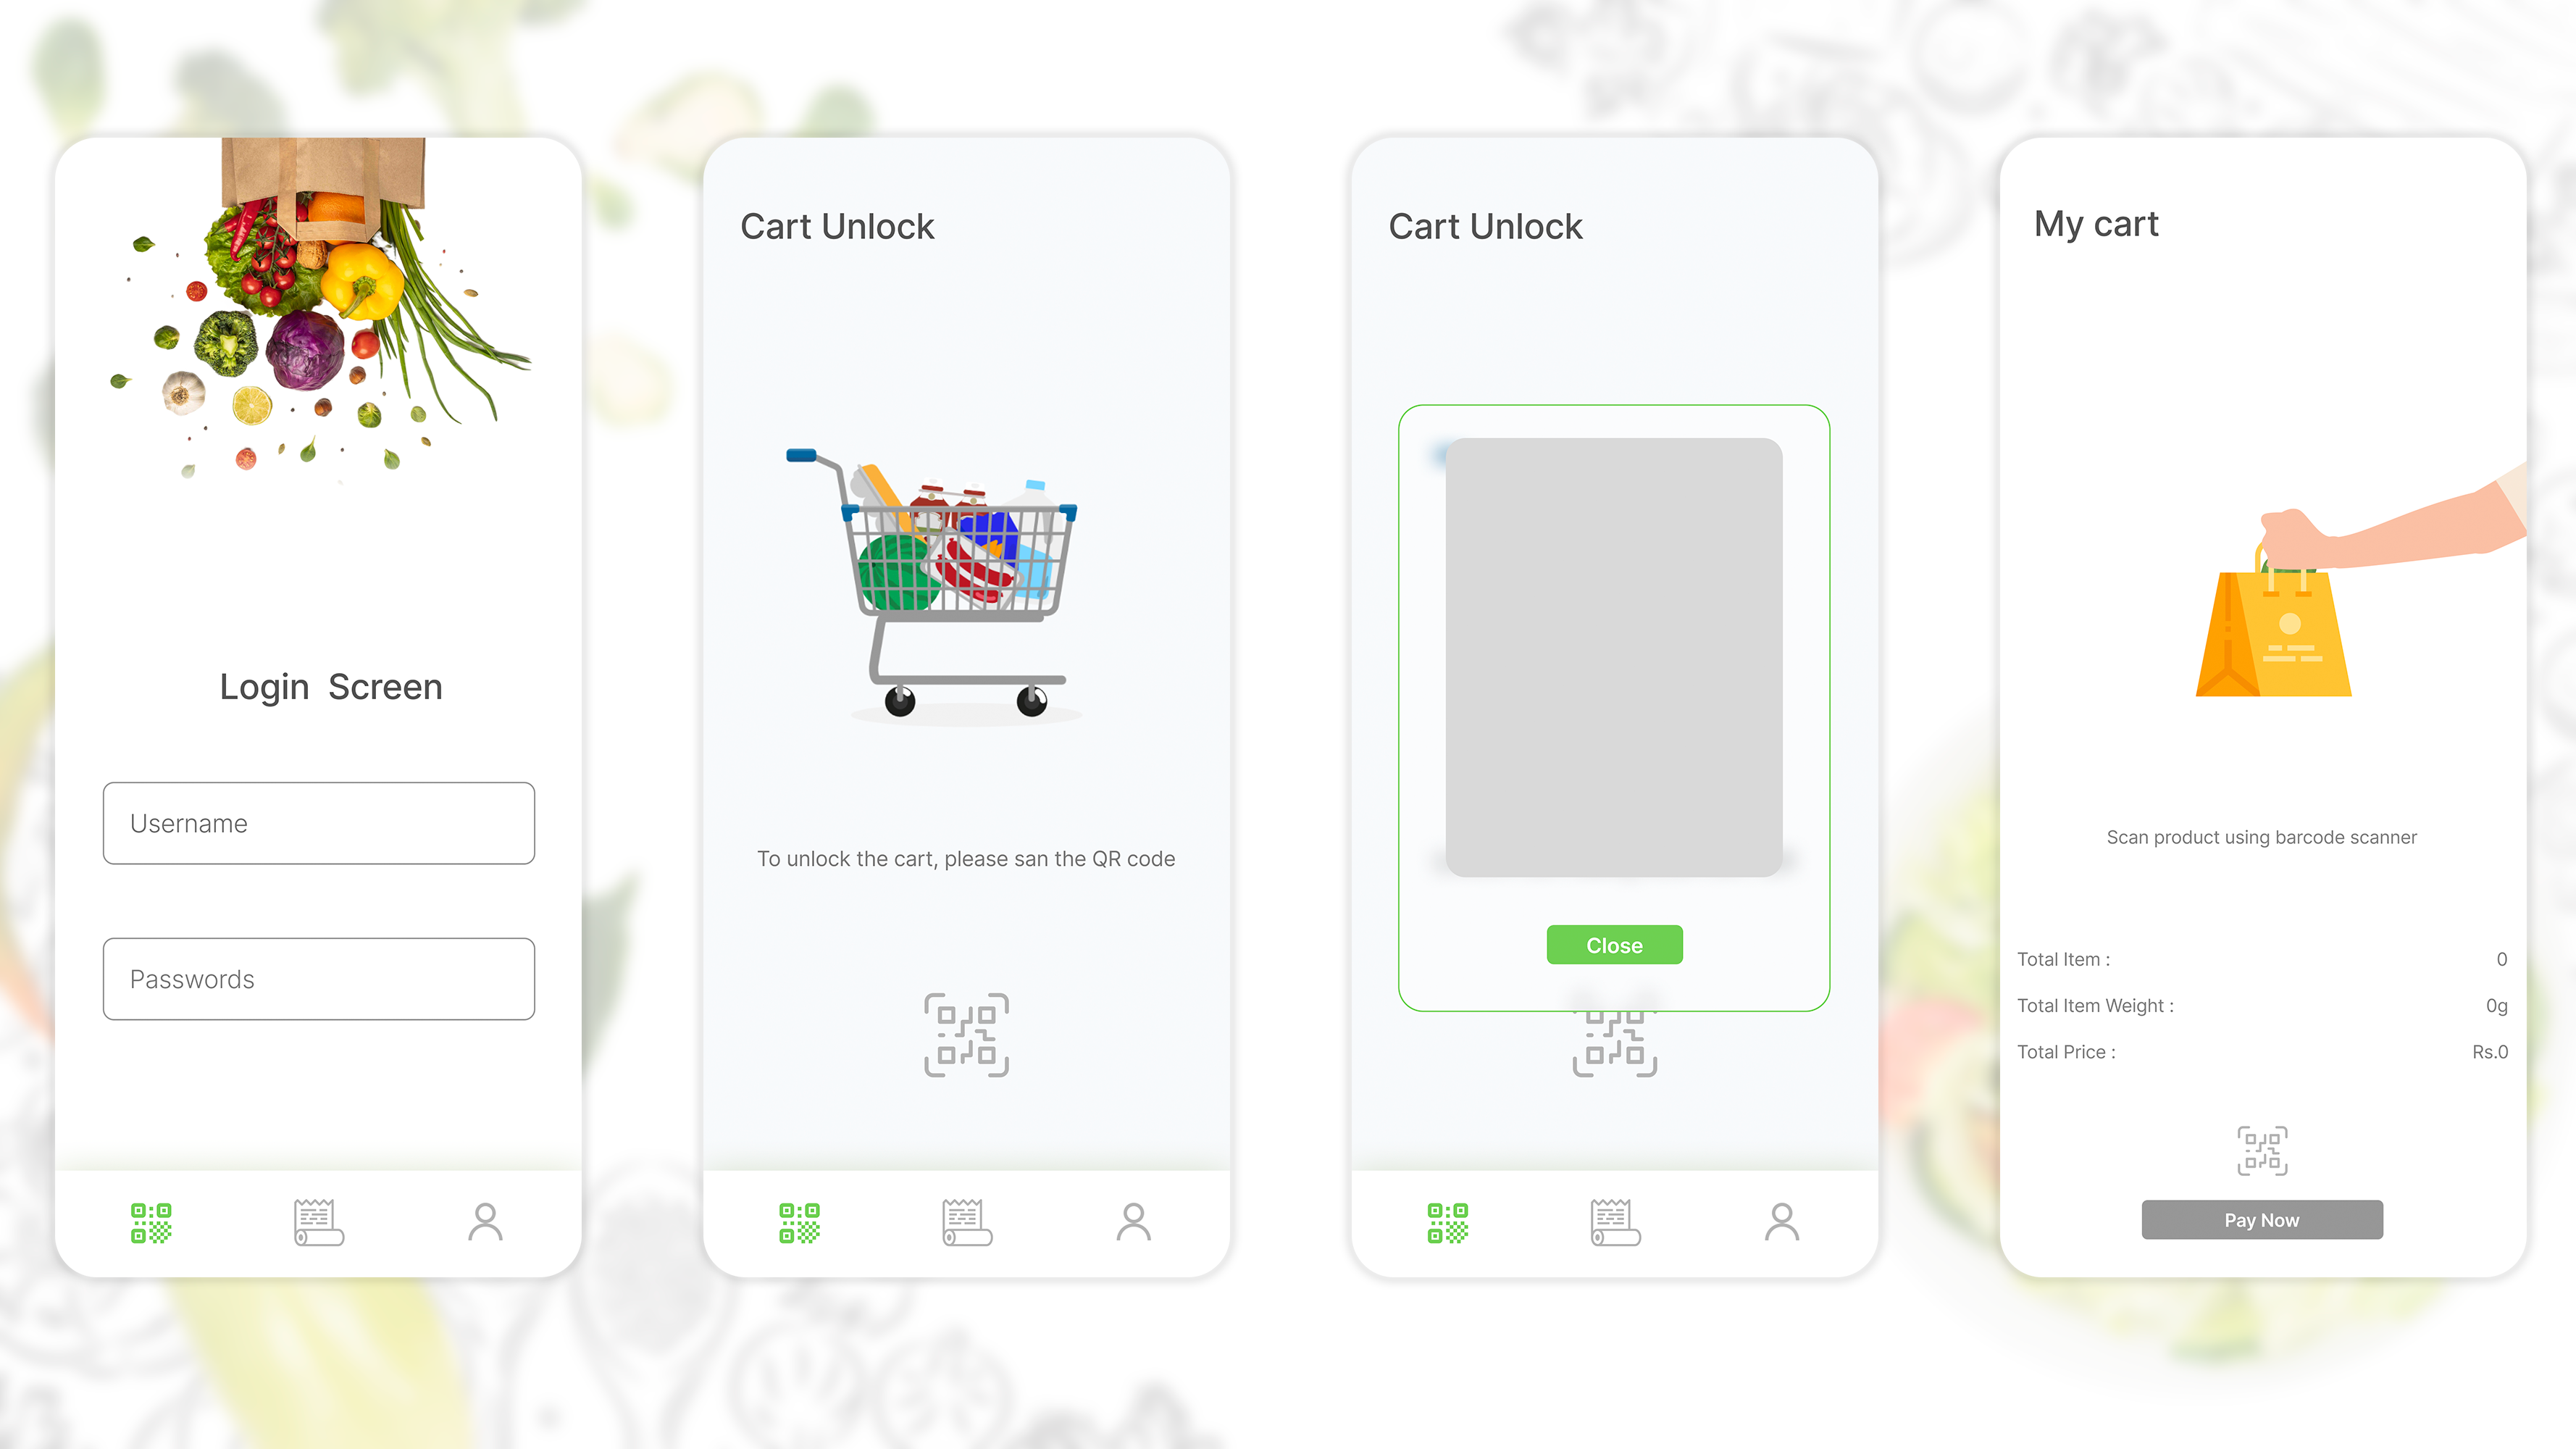 Login Screen
Username
Passwords
Cart Unlock
To unlock the cart, please san the QR code
Cart Unlock
Close
My cart
Scan product using barcode scanner
Total Item : 0
Total Item Weight : 0g
Total Price : Rs.0
Pay Now